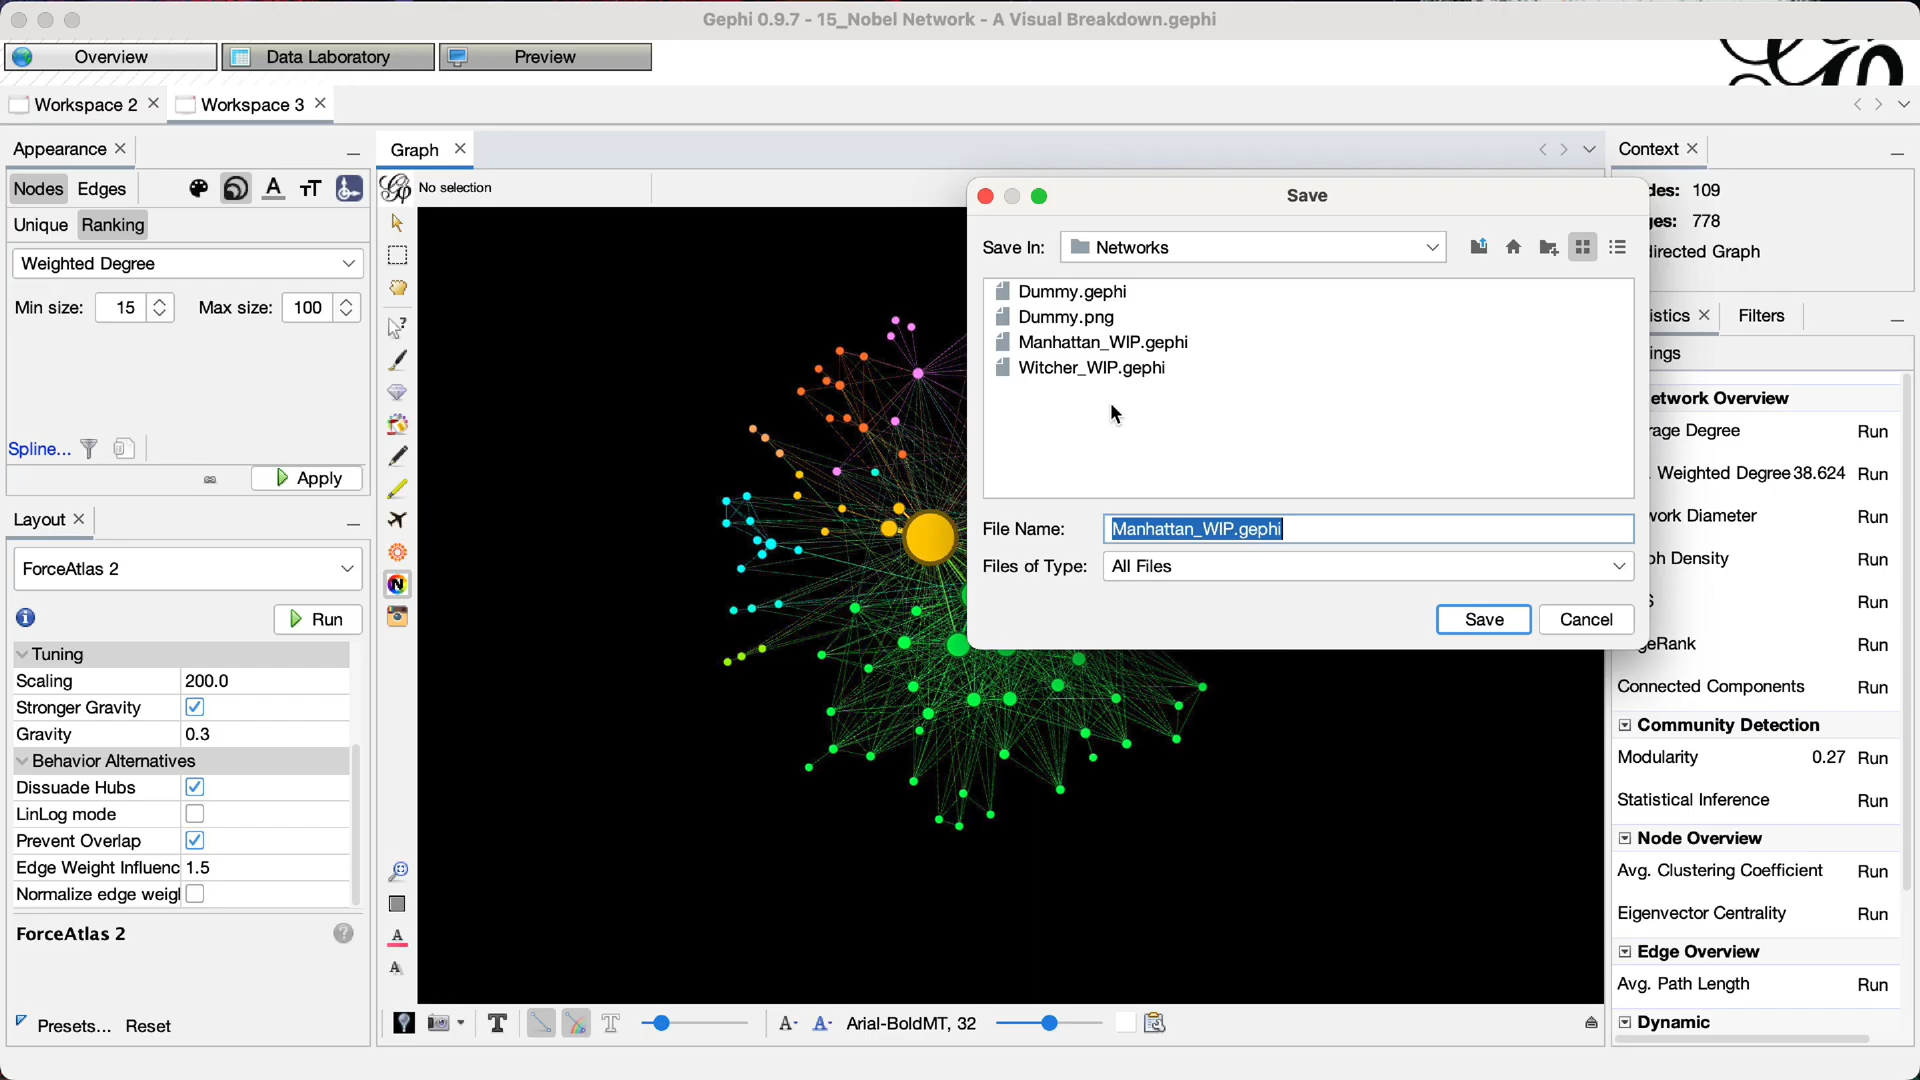 Gephi 0.9.7 - 15_Nobel Network - A Visual Breakdown.gephi
Overview
Data Laboratory
Preview
Workspace 2
Workspace 3
Appearance
Graph
Context
Nodes
Edges
No selection
Unique
Ranking
Weighted Degree
Min size:
15
Max size:
100
Spline...
Apply
Layout
ForceAtlas 2
Run
Tuning
Scaling
200.0
Stronger Gravity
Gravity
0.3
Behavior Alternatives
Dissuade Hubs
LinLog mode
Prevent Overlap
Edge Weight Influenc
1.5
Normalize edge weigl
ForceAtlas 2
Presets...
Reset
Arial-BoldMT, 32
Save
Save In:
Networks
Dummy.gephi
Dummy.png
Manhattan_WIP.gephi
Witcher_WIP.gephi
File Name:
Manhattan_WIP.gephi
Files of Type:
All Files
Save
Cancel
des:
109
jes:
778
lirected Graph
istics
Filters
ings
etwork Overview
rage Degree
Run
. Weighted Degree
38.624
Run
work Diameter
Run
ph Density
Run
S
Run
geRank
Run
Connected Components
Run
Community Detection
Modularity
0.27
Run
Statistical Inference
Run
Node Overview
Avg. Clustering Coefficient
Run
Eigenvector Centrality
Run
Edge Overview
Avg. Path Length
Run
Dynamic